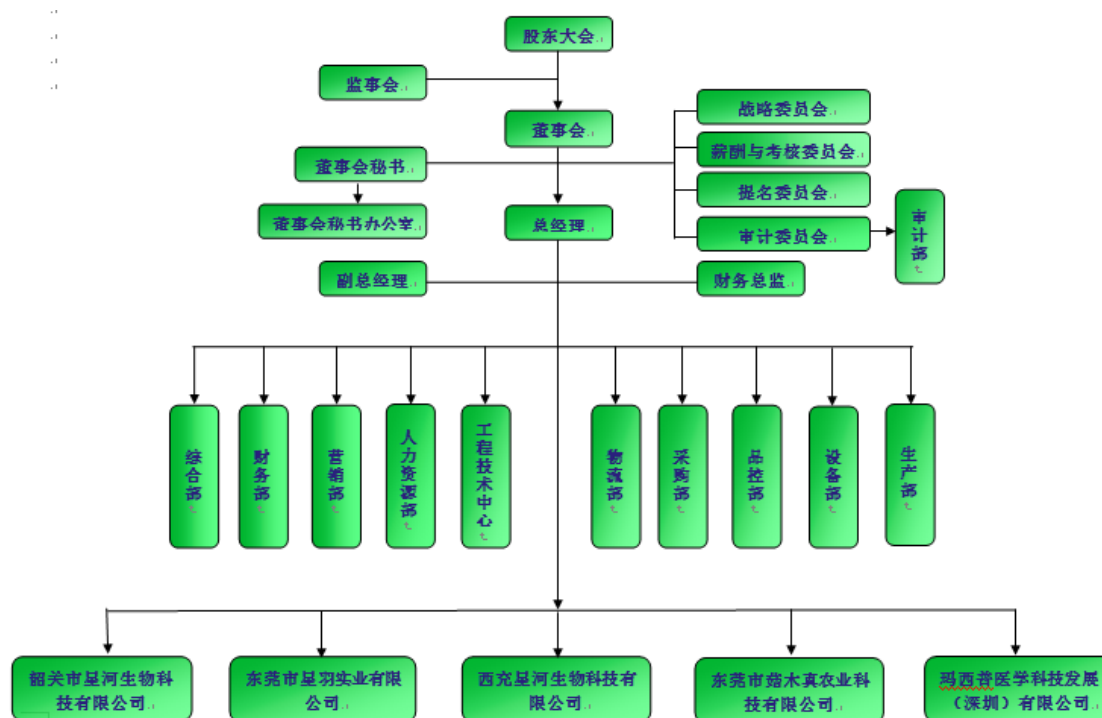 股东大会
监事会
董事会
战略委员会
薪酬与考核委员会
董事会秘书
提名委员会
董事会秘书办公室
总经理
审计委员会
审计部
副总经理
财务总监
综合部
财务部
营销部
人力资源部
工程技术中心
物流部
采购部
品控部
设备部
生产部
韶关市星河生物科
技有限公司
东莞市星羽实业有限
公司
西充星河生物科技有
限公司
东莞市菇木真农业科
技有限公司
玛西普医学科技发展
（深圳）有限公司